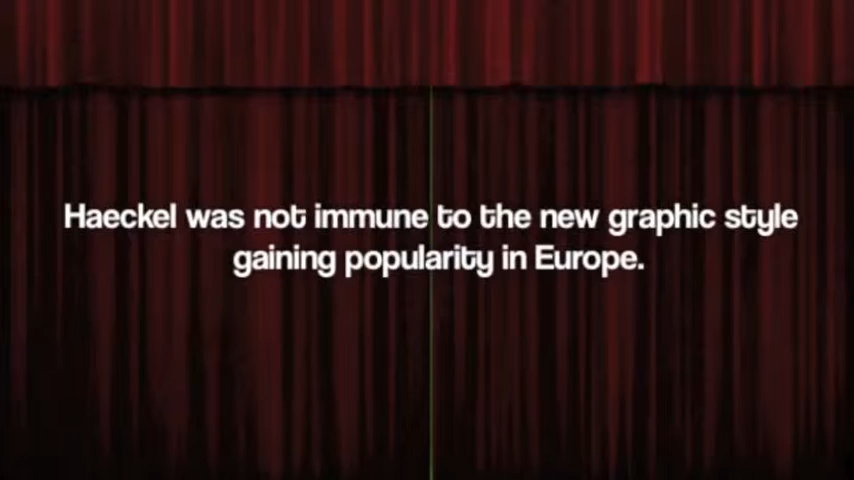 Haeckel was not immune to the new graphic style
gaining popularity in Europe.